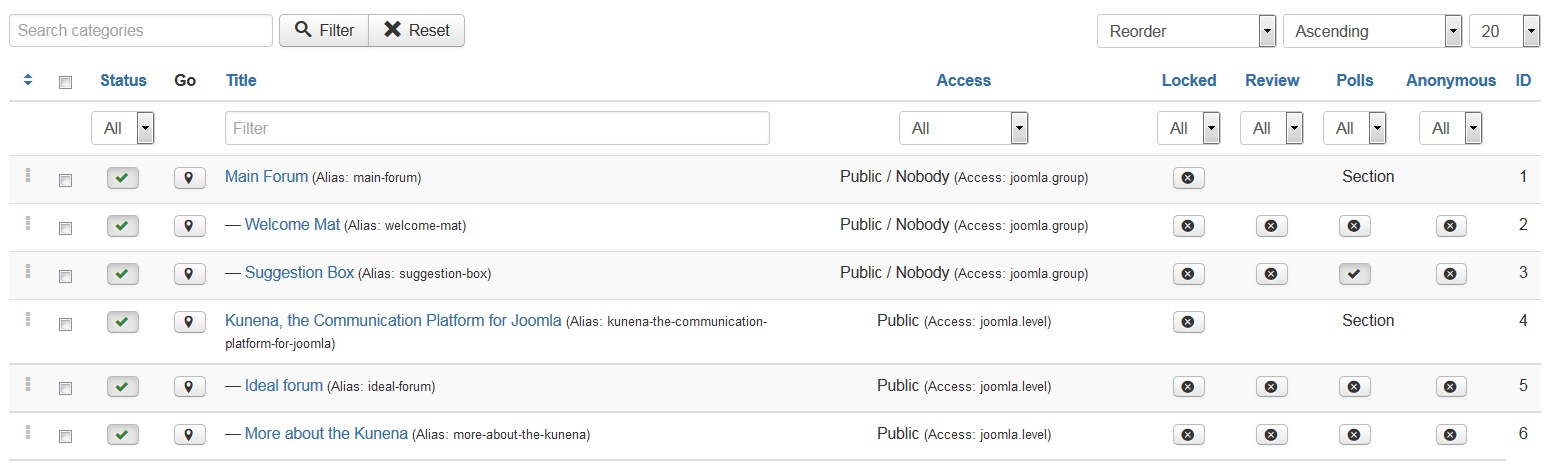 Search categories Filter Reset Reorder Ascending 20
Status Go Title Access Locked Review Polls Anonymous ID
All Filter All All All All All
Main Forum (Alias: main-forum) Public / Nobody (Access: joomla.group) Section 1
— Welcome Mat (Alias: welcome-mat) Public / Nobody (Access: joomla.group) 2
— Suggestion Box (Alias: suggestion-box) Public / Nobody (Access: joomla.group) 3
Kunena, the Communication Platform for Joomla (Alias: kunena-the-communication- Public (Access: joomla.level) Section 4
platform-for-joomla)
— Ideal forum (Alias: ideal-forum) Public (Access: joomla.level) 5
— More about the Kunena (Alias: more-about-the-kunena) Public (Access: joomla.level) 6